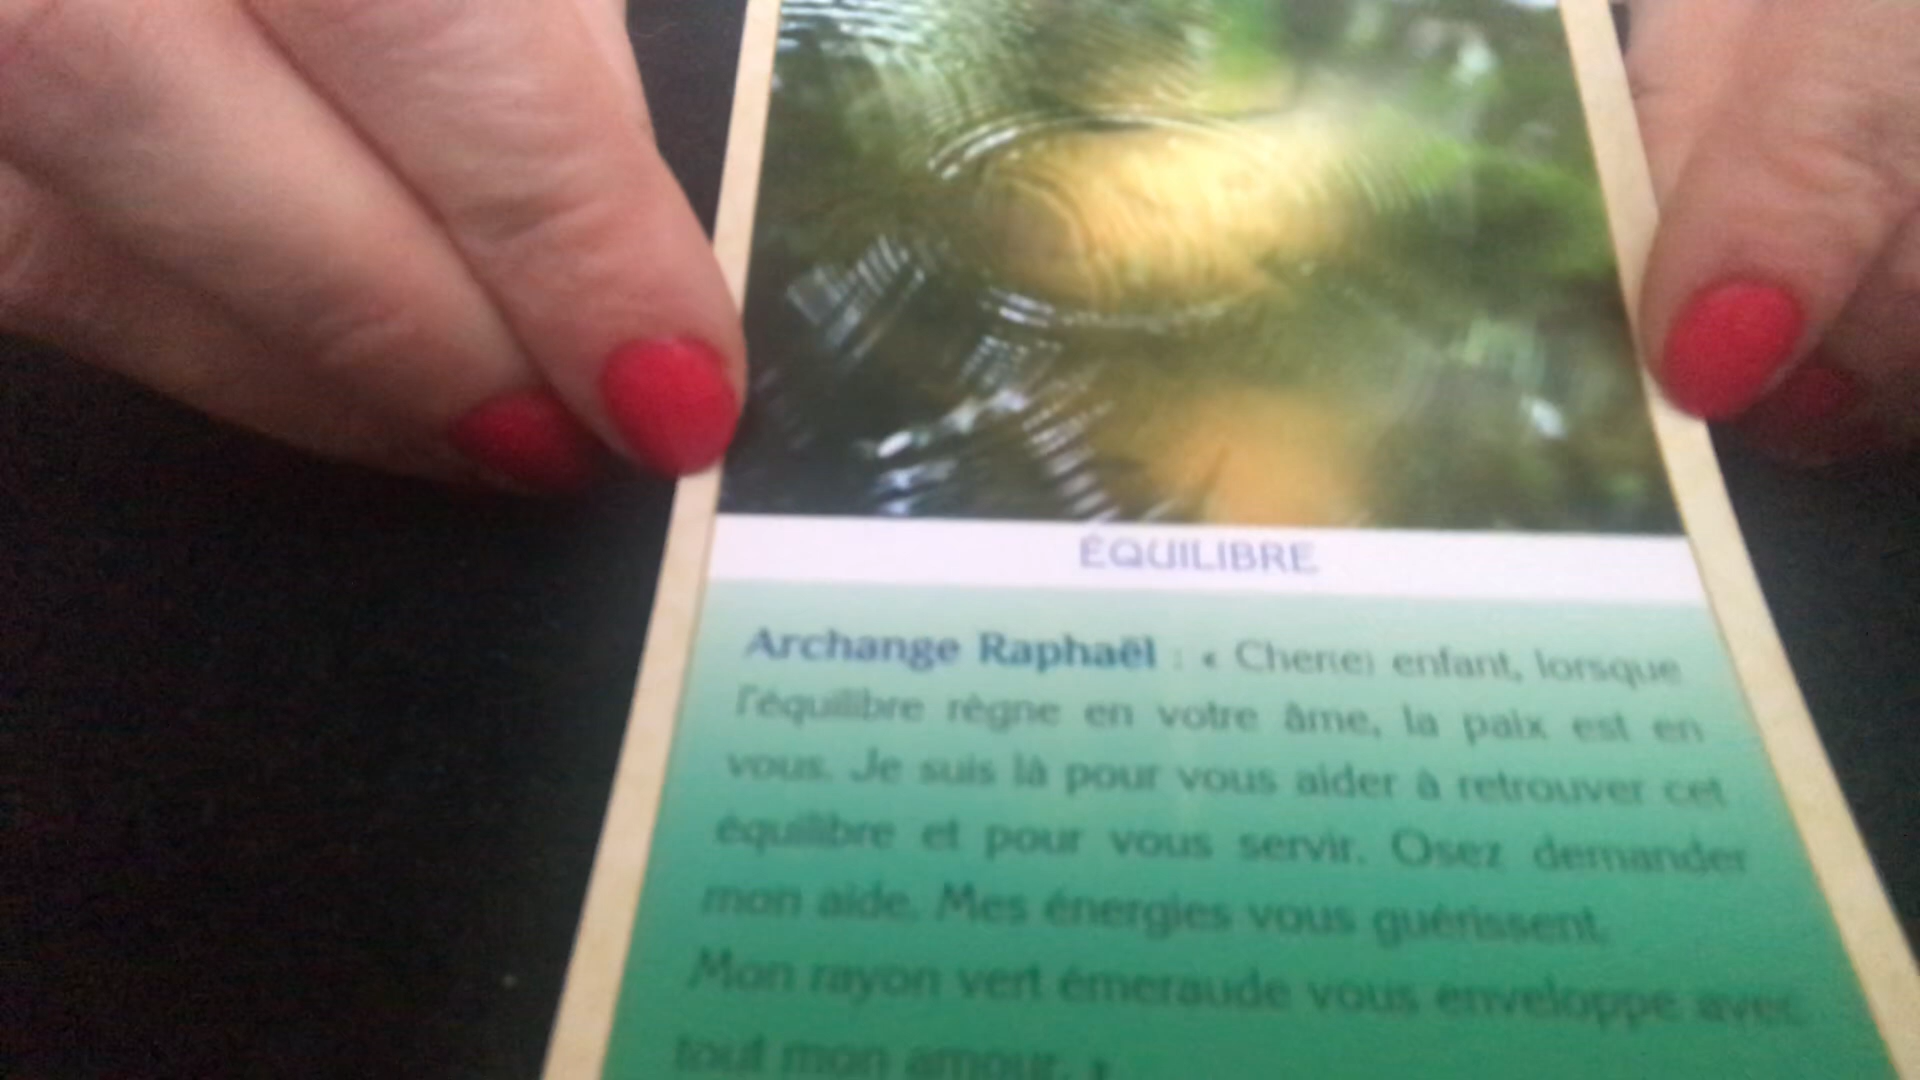 ÉQUILIBRE
Archange Raphaël : « Cher(e) enfant, lorsque
l'équilibre règne en votre âme, la paix est en
vous. Je suis là pour vous aider à retrouver cet
équilibre et pour vous servir. Osez demander
mon aide. Mes énergies vous guérissent.
Mon rayon vert émeraude vous enveloppe avec
tout mon amour. »